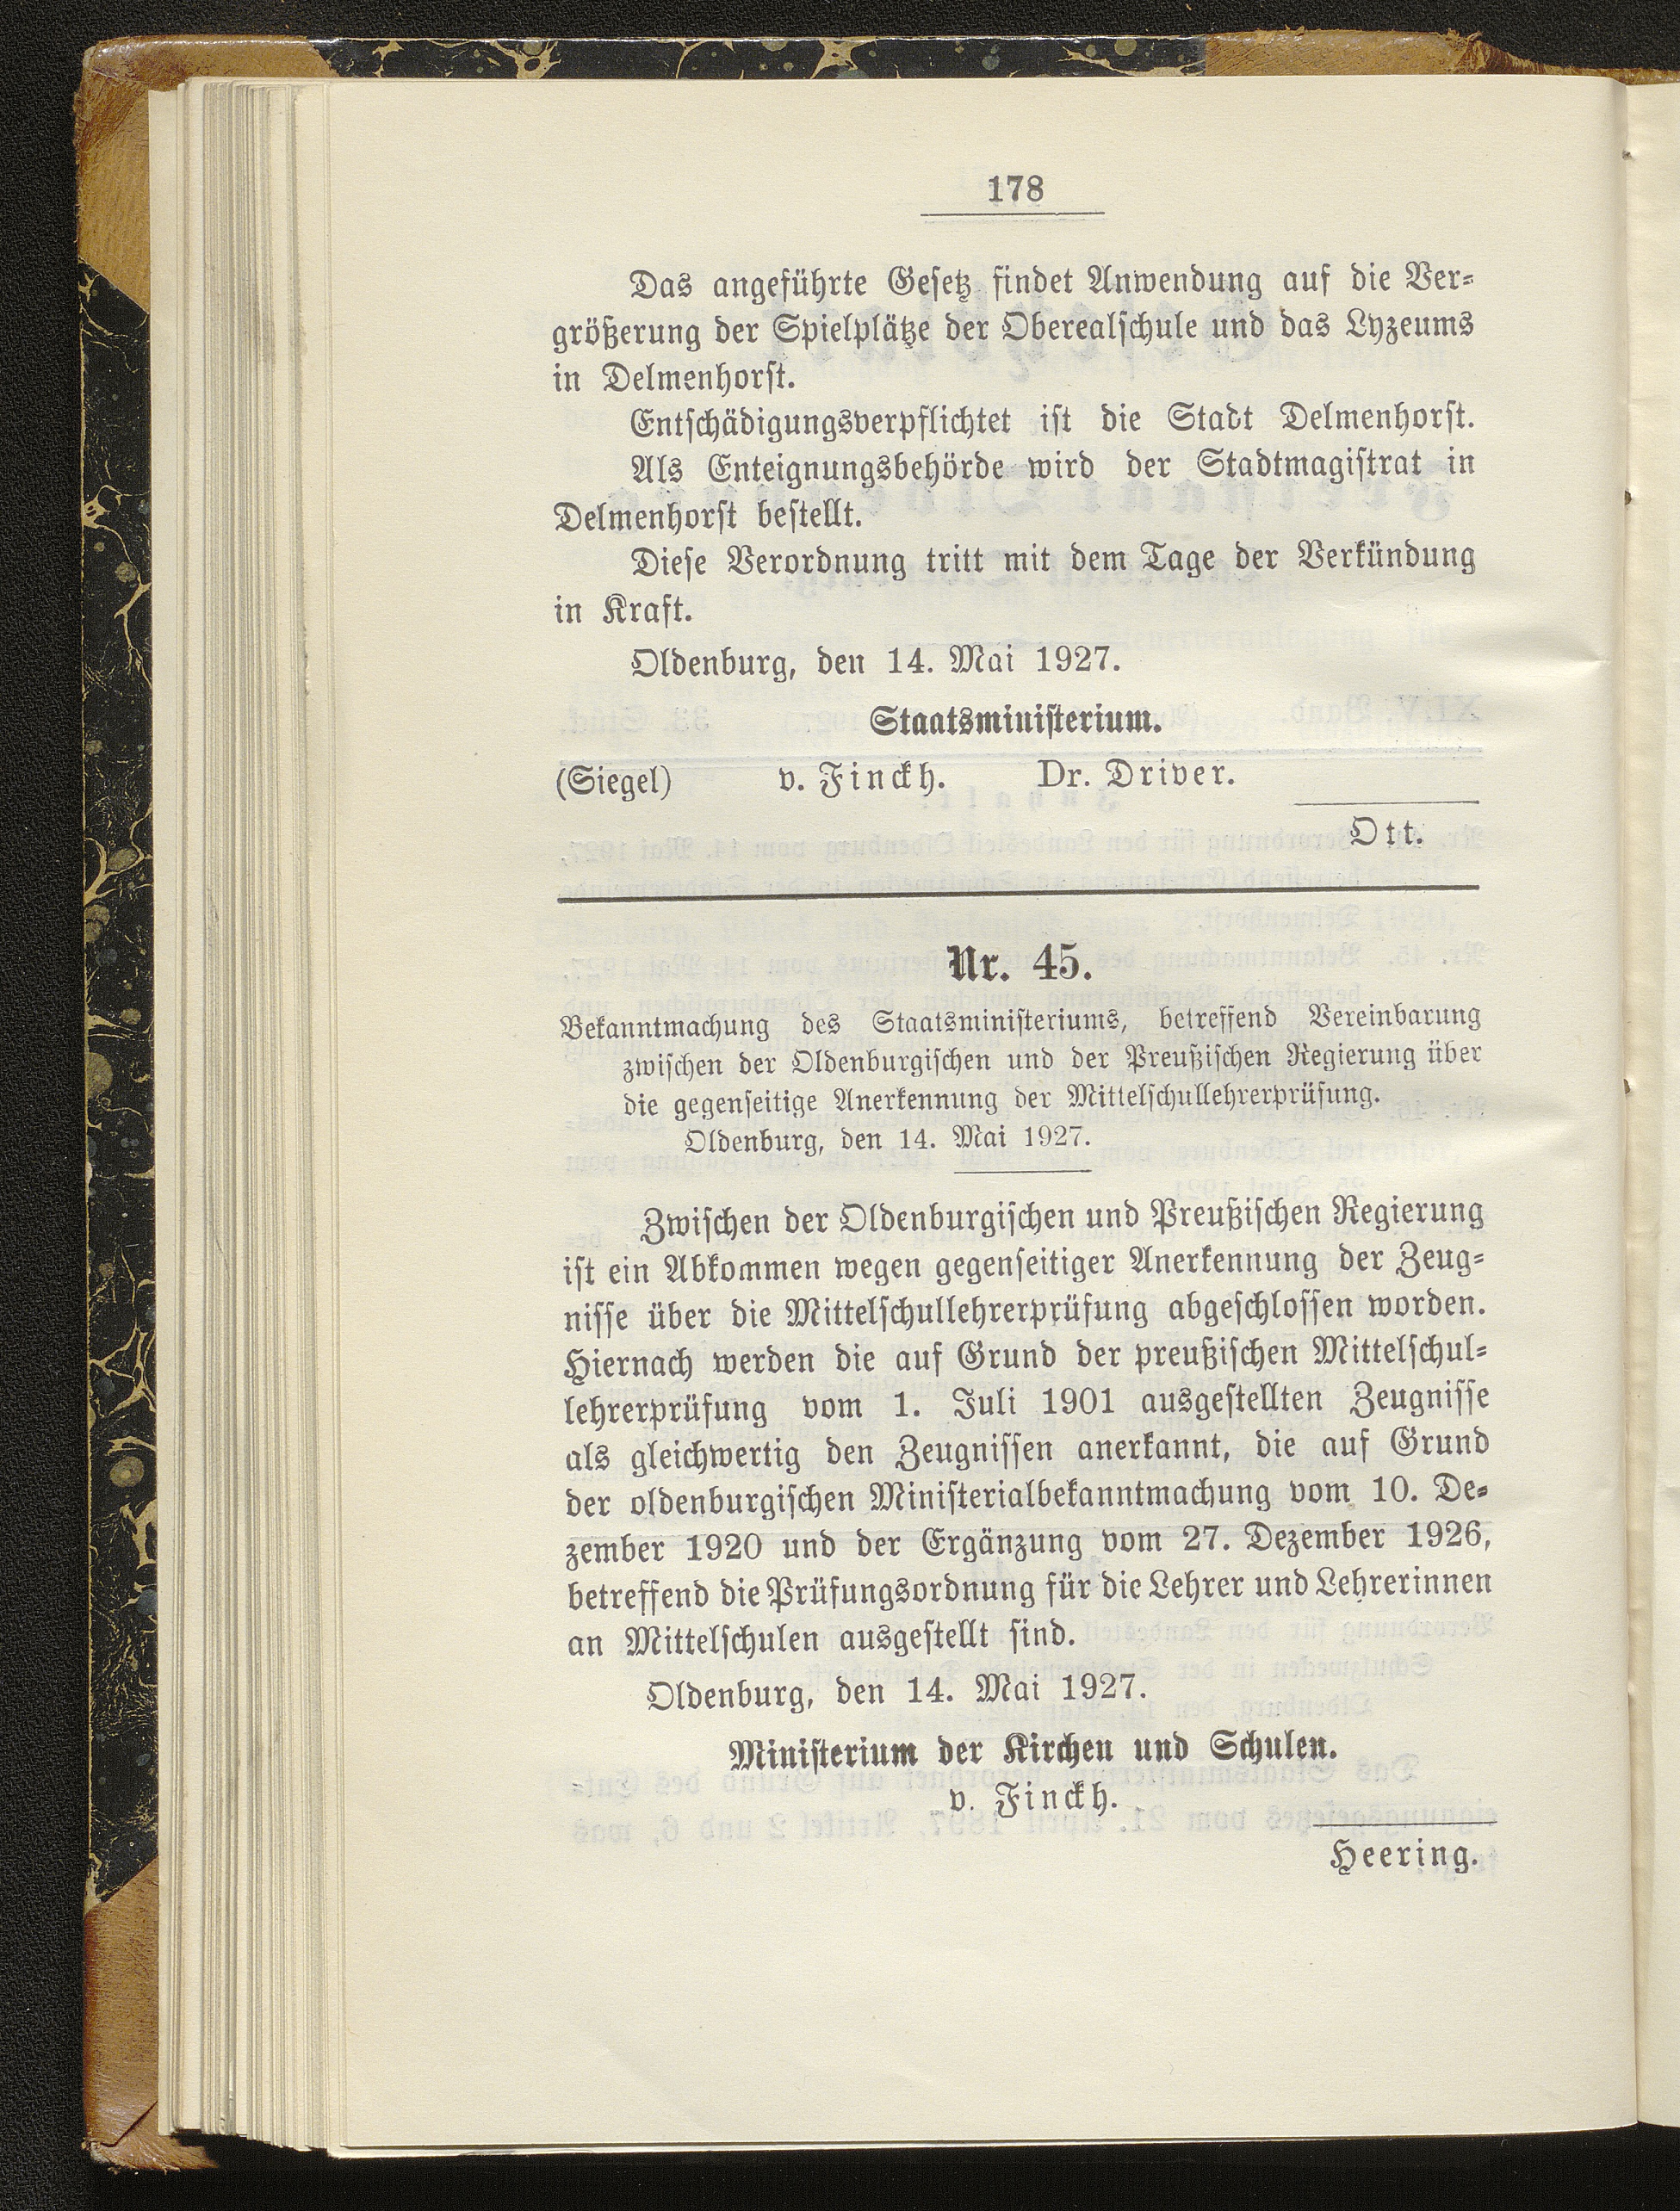 178
Das angeführte Gesetz findet Anwendung auf die Ver-
größerung der Spielplätze der Oberealschule und das Lyzeums
in Delmenhorst.
Entschädigungsverpflichtet ist die Stadt Delmenhorst.
Als Enteignungsbehörde wird der Stadtmagistrat in
Delmenhorst bestellt.
Diese Verordnung tritt mit dem Tage der Verkündung
in Kraft.
Oldenburg, den 14. Mai 1927.
Staatsministerium.
(Siegel) v. Finckh. Dr. Driver.
Ott.
Nr. 45.
Bekanntmachung des Staatsministeriums, betreffend Vereinbarung
zwischen der Oldenburgischen und der Preußischen Regierung über
die gegenseitige Anerkennung der Mittelschullehrerprüfung.
Oldenburg, den 14. Mai 1927.
Zwischen der Oldenburgischen und Preußischen Regierung
ist ein Abkommen wegen gegenseitiger Anerkennung der Zeug-
nisse über die Mittelschullehrerprüfung abgeschlossen worden.
Hiernach werden die auf Grund der preußischen Mittelschul-
lehrerprüfung vom 1. Juli 1901 ausgestellten Zeugnisse
als gleichwertig den Zeugnissen anerkannt, die auf Grund
der oldenburgischen Ministerialbekanntmachung vom 10. De-
zember 1920 und der Ergänzung vom 27. Dezember 1926,
betreffend die Prüfungsordnung für die Lehrer und Lehrerinnen
an Mittelschulen ausgestellt sind.
Oldenburg, den 14. Mai 1927.
Ministerium der Kirchen und Schulen.
v. Finckh.
Heering.